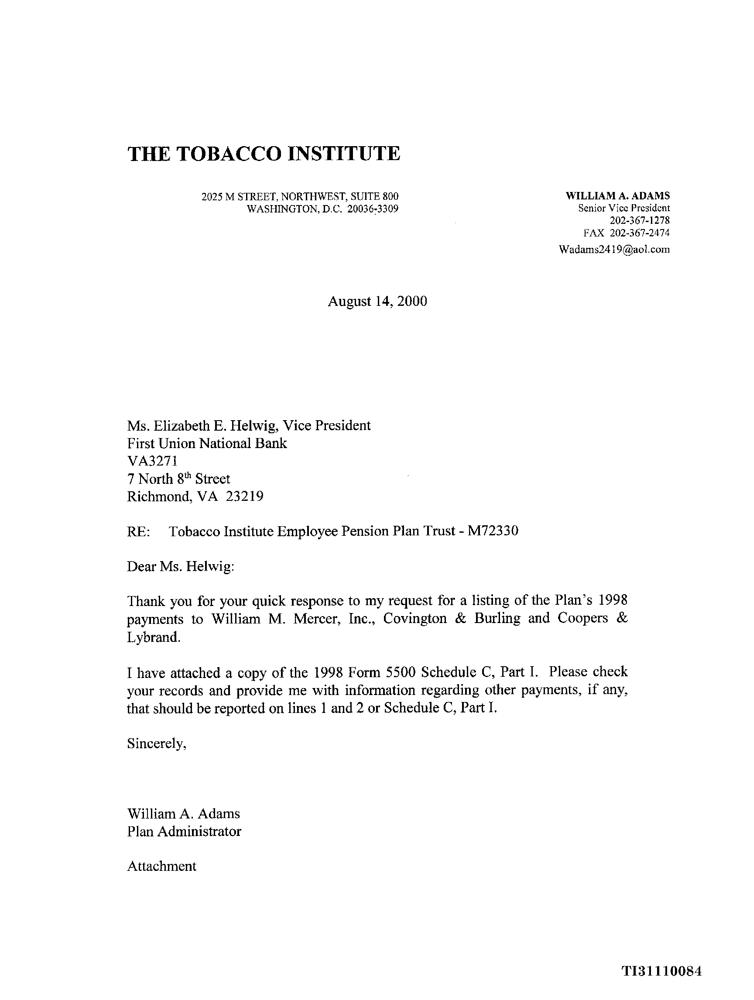 THE TOBACCO INSTITUTE
2025 M STREET, NORTHWEST, SUITE 800
WASHINGTON, D.C. 20036-3309
WILLIAM A. ADAMS
Senior Vice President
202-367-1278
FAX 202-367-2474
Wadams2419@aol.com
August 14, 2000
Ms. Elizabeth E. Helwig, Vice President
First Union National Bank
VA3271
7 North 8th Street
Richmond, VA 23219
RE: Tobacco Institute Employee Pension Plan Trust - M72330
Dear Ms. Helwig:
Thank you for your quick response to my request for a listing of the Plan's 1998
payments to William M. Mercer, Inc., Covington & Burling and Coopers &
Lybrand.
I have attached a copy of the 1998 Form 5500 Schedule C, Part I. Please check
your records and provide me with information regarding other payments, if any,
that should be reported on lines 1 and 2 or Schedule C, Part I.
Sincerely,
William A. Adams
Plan Administrator
Attachment
TI31110084